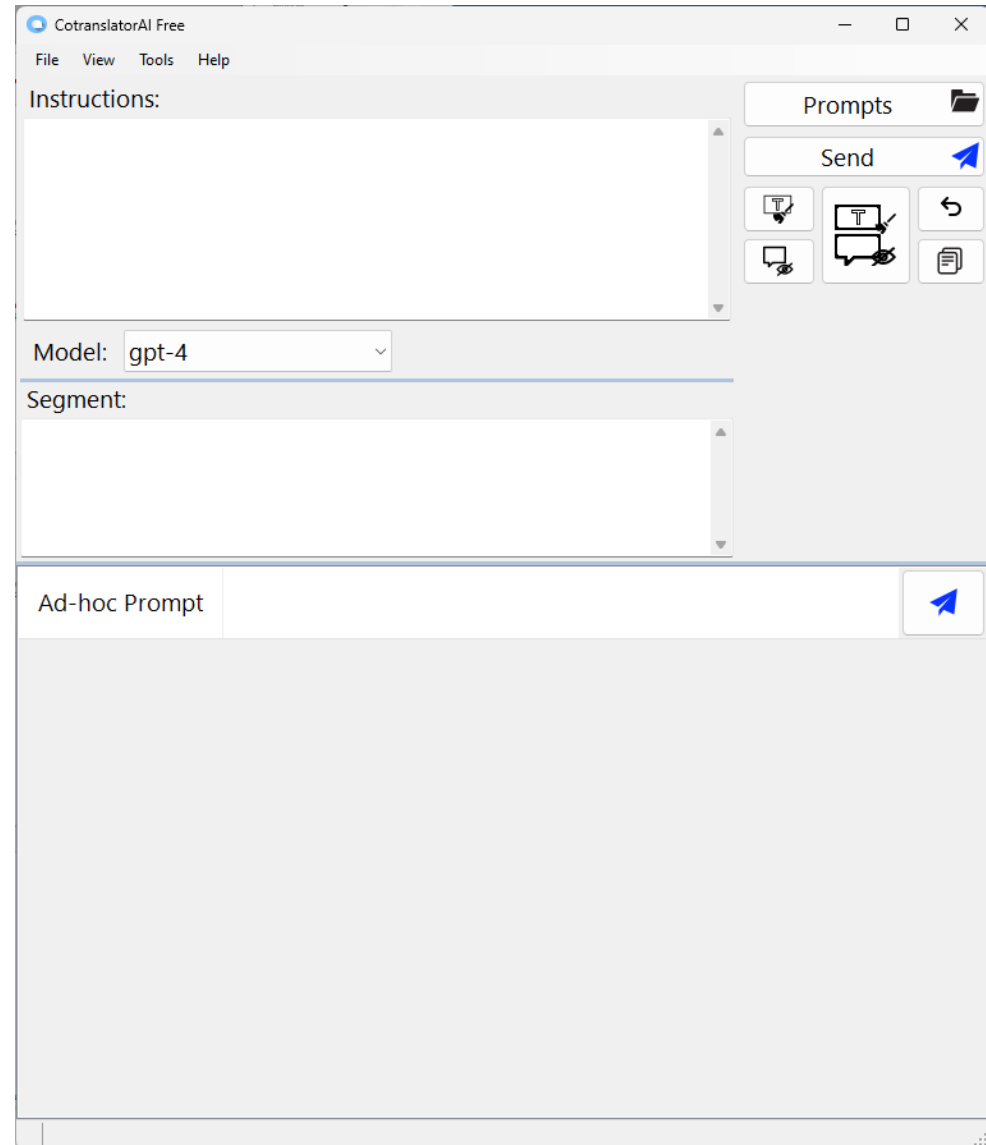 CotranslatorAI Free
File View Tools Help
Instructions:
Prompts
Send
T
T
Model: gpt-4
Segment:
Ad-hoc Prompt